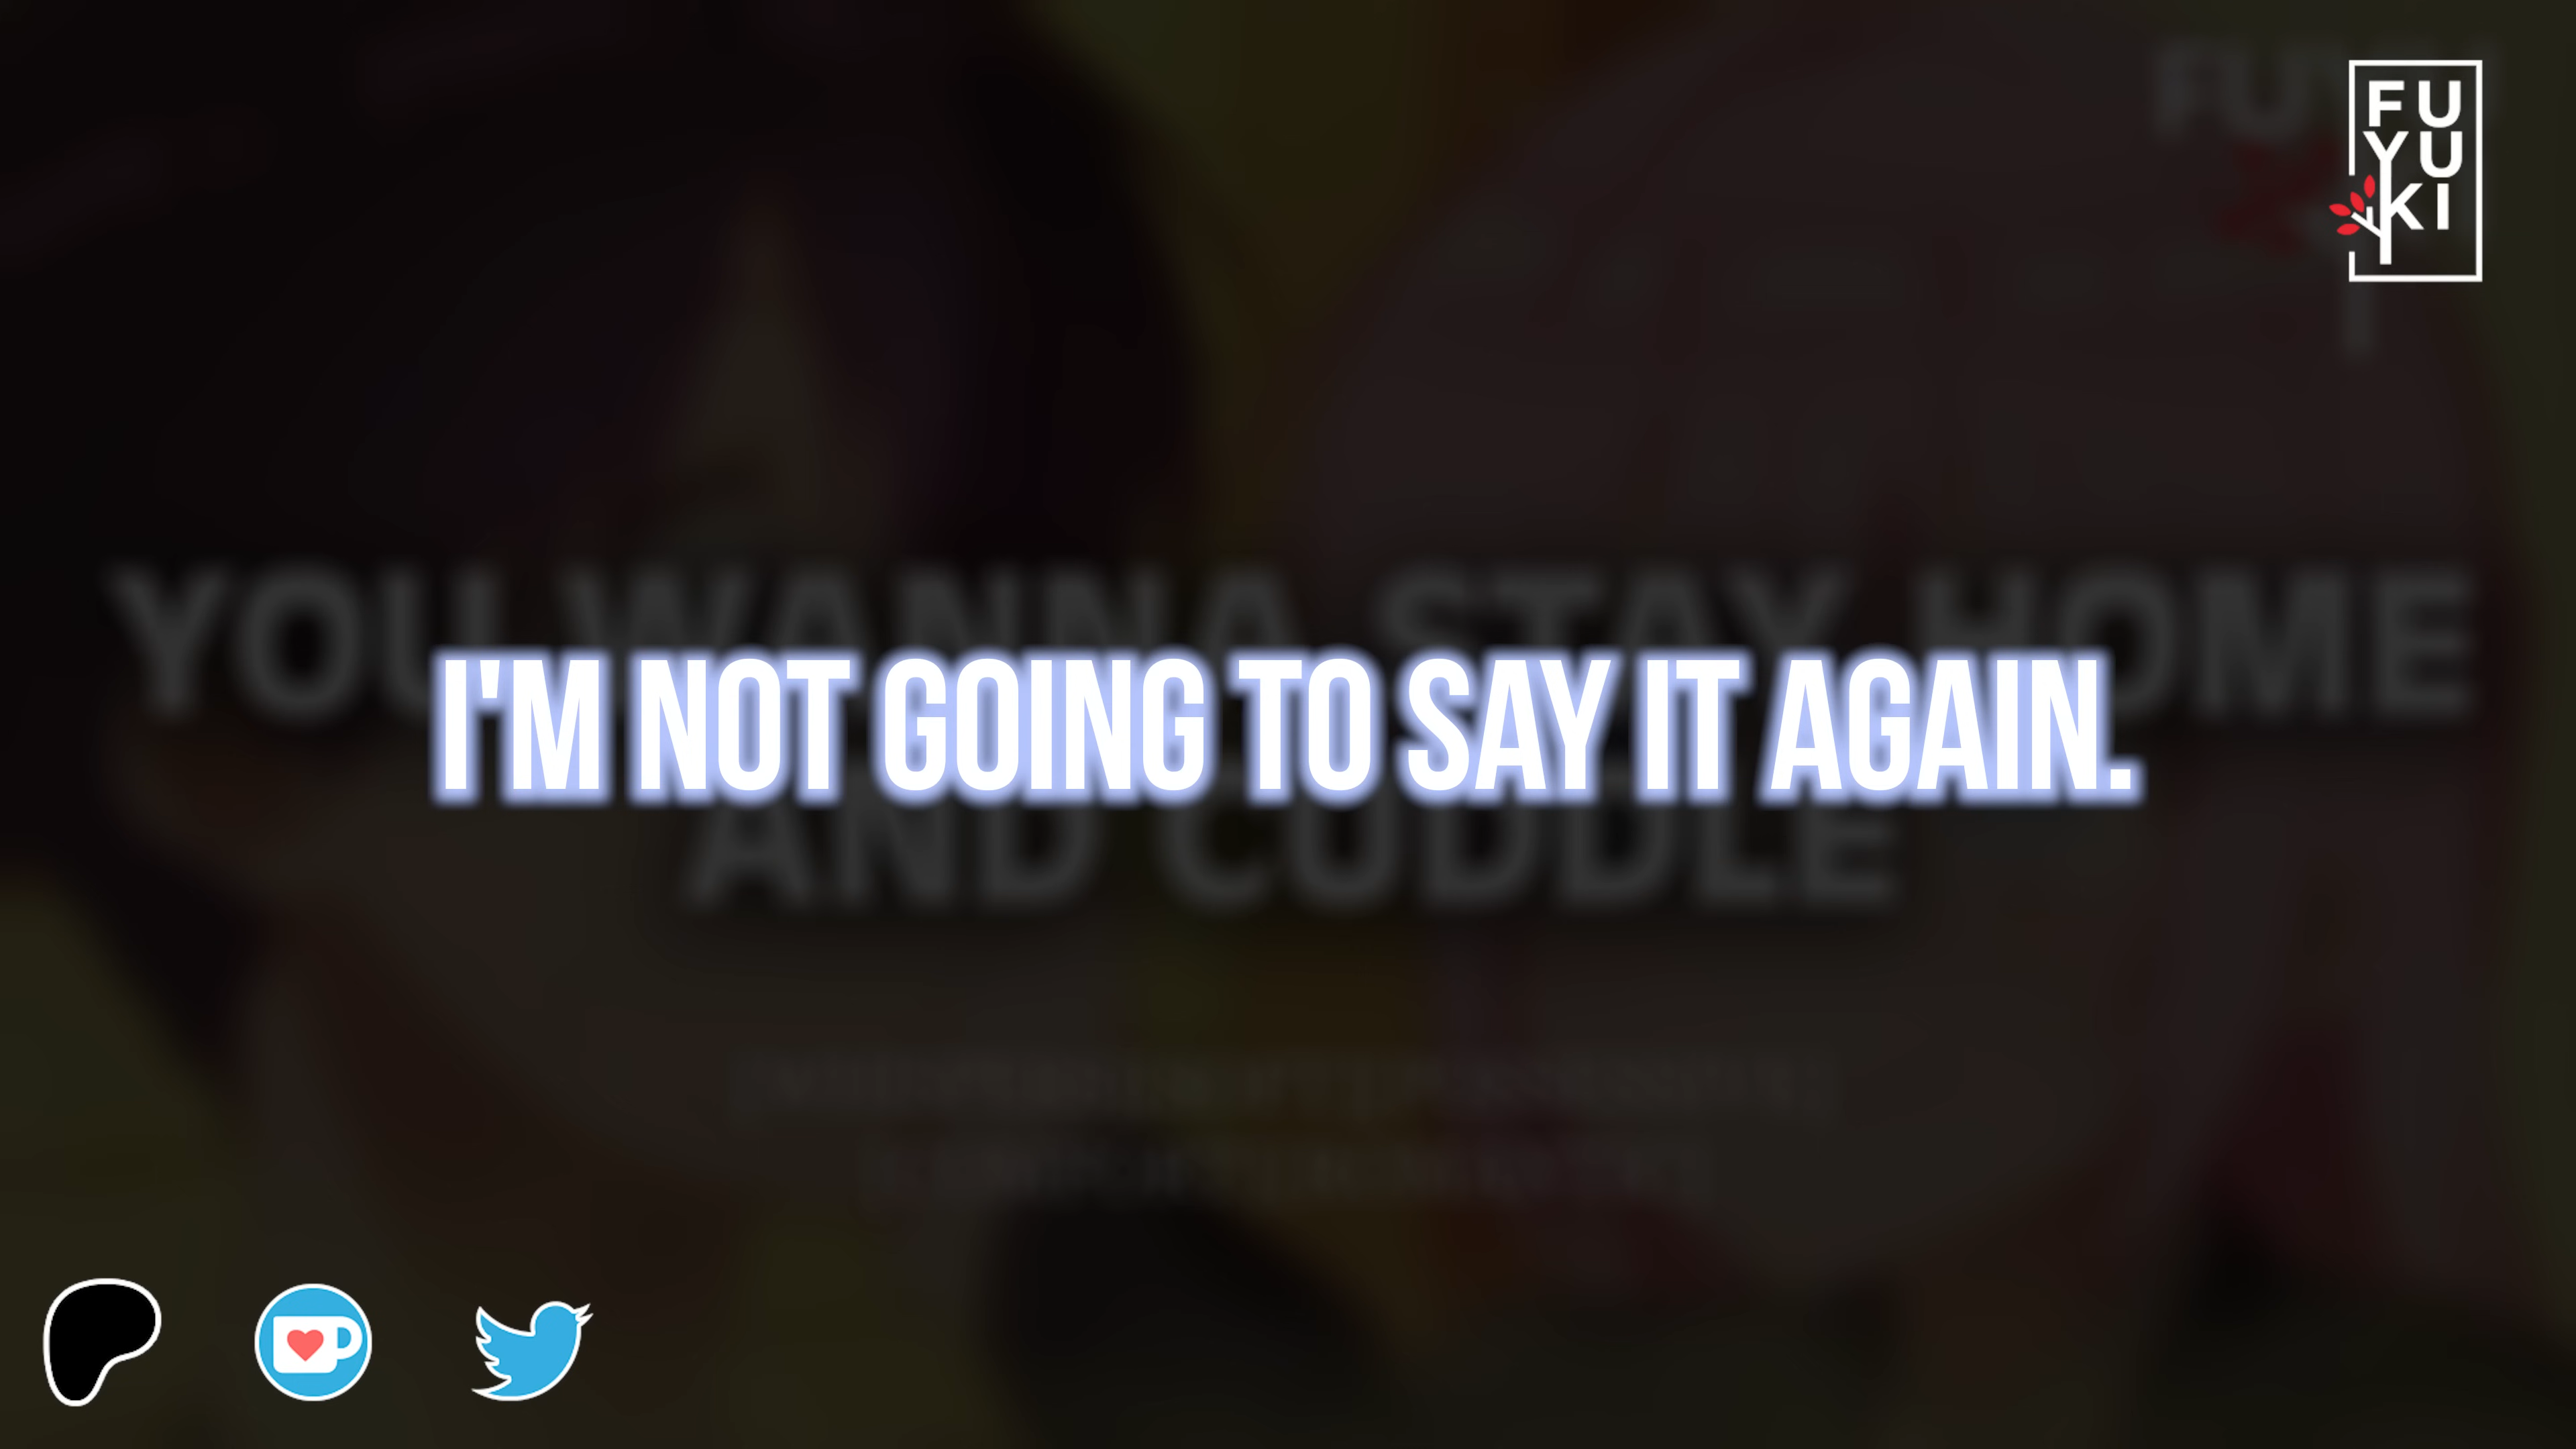 FU
YU
KI
YOU WANNA STAY HOME
I'M NOT GOING TO SAY IT AGAIN.
AND CUDDLE